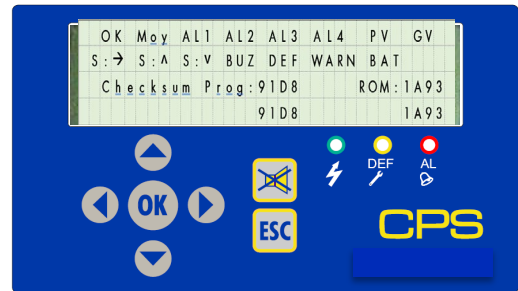 OK Moy AL1 AL2 AL3 AL4 PV GV
S:→ S:∧ S:∨ BUZ DEF WARN BAT
Checksum Prog:91D8 ROM:1A93
91D8 1A93
DEF AL
OK
ESC
CPS